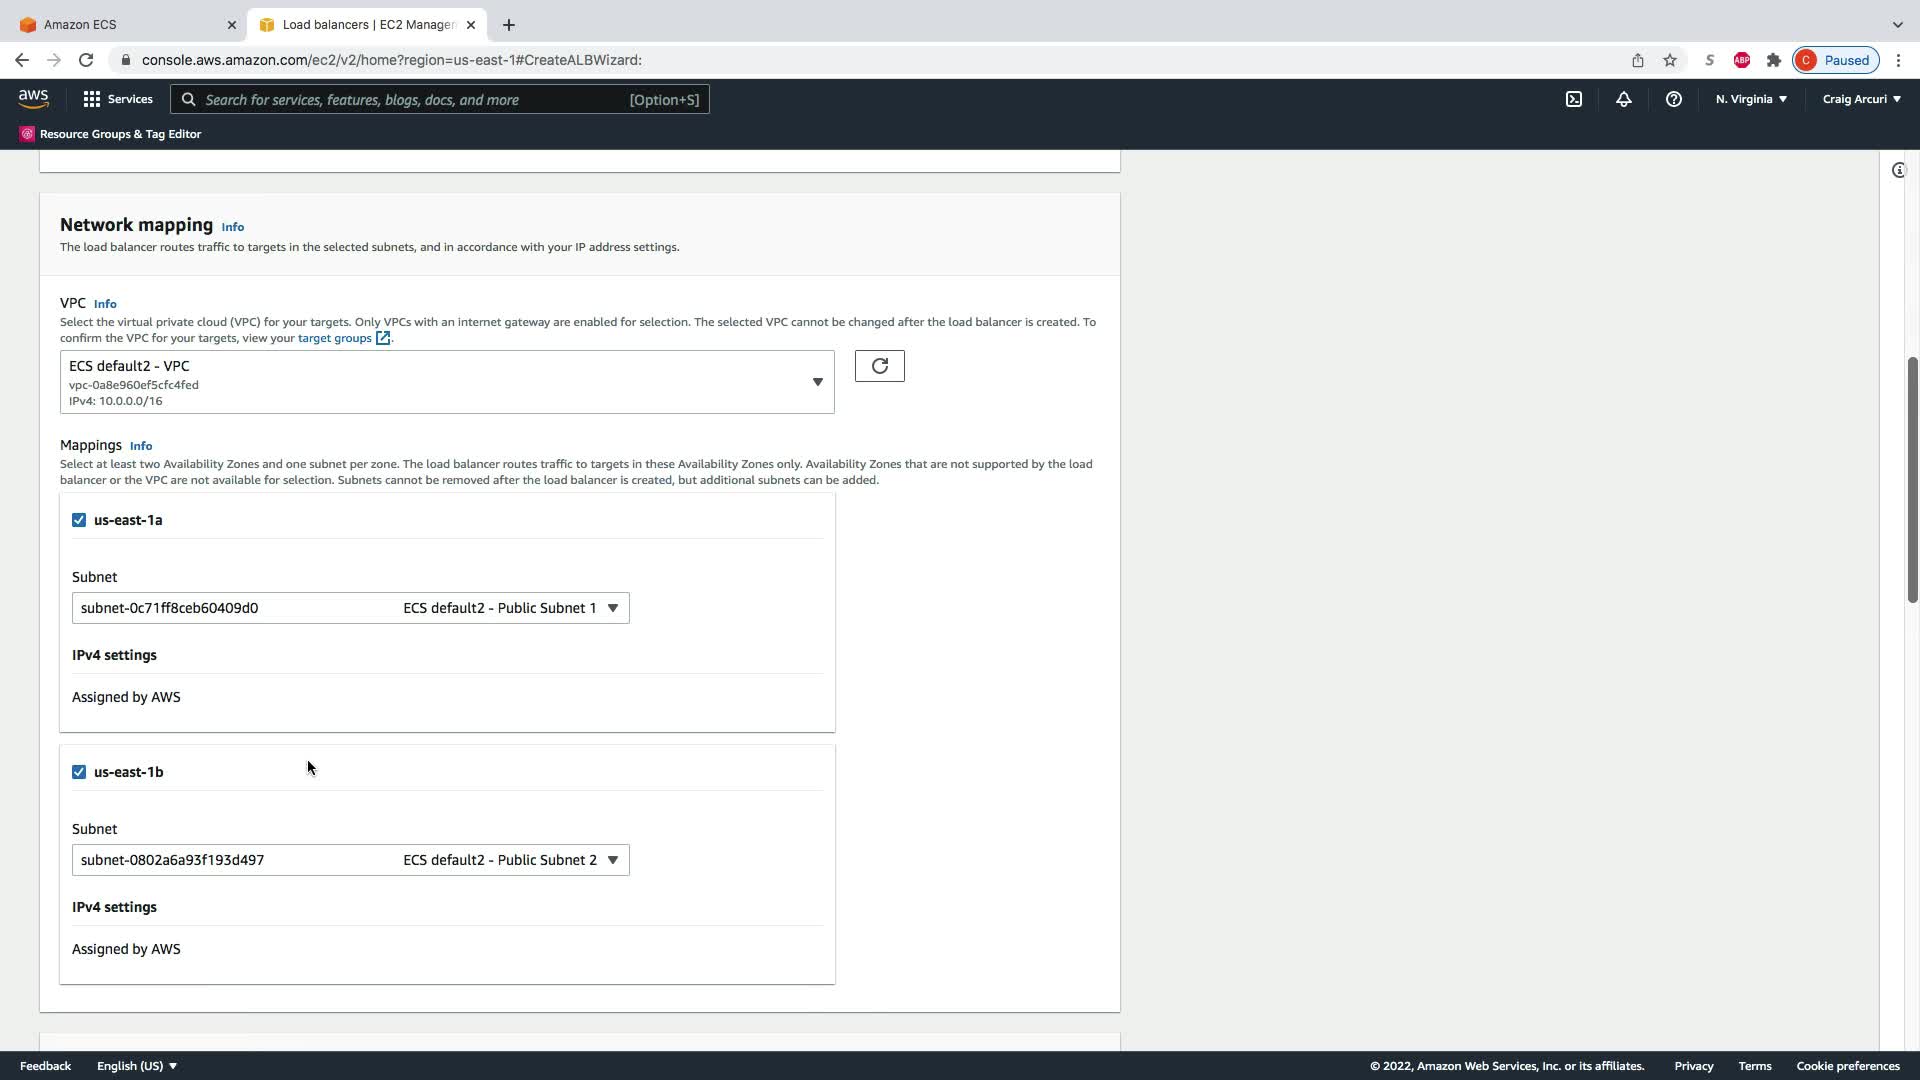 Amazon ECS
Load balancers | EC2 Manager
console.aws.amazon.com/ec2/v2/home?region=us-east-1#CreateALBWizard:
S
ABP
C Paused
aws
Services
Search for services, features, blogs, docs, and more [Option+S]
N. Virginia
Craig Arcuri
Resource Groups & Tag Editor
Network mapping Info
The load balancer routes traffic to targets in the selected subnets, and in accordance with your IP address settings.
VPC Info
Select the virtual private cloud (VPC) for your targets. Only VPCs with an internet gateway are enabled for selection. The selected VPC cannot be changed after the load balancer is created. To
confirm the VPC for your targets, view your target groups.
ECS default2 - VPC
vpc-0a8e960ef5cfc4fed
IPv4: 10.0.0.0/16
Mappings Info
Select at least two Availability Zones and one subnet per zone. The load balancer routes traffic to targets in these Availability Zones only. Availability Zones that are not supported by the load
balancer or the VPC are not available for selection. Subnets cannot be removed after the load balancer is created, but additional subnets can be added.
us-east-1a
Subnet
subnet-0c71ff8ceb60409d0 ECS default2 - Public Subnet 1
IPv4 settings
Assigned by AWS
us-east-1b
Subnet
subnet-0802a6a93f193d497 ECS default2 - Public Subnet 2
IPv4 settings
Assigned by AWS
Feedback English (US) © 2022, Amazon Web Services, Inc. or its affiliates. Privacy Terms Cookie preferences